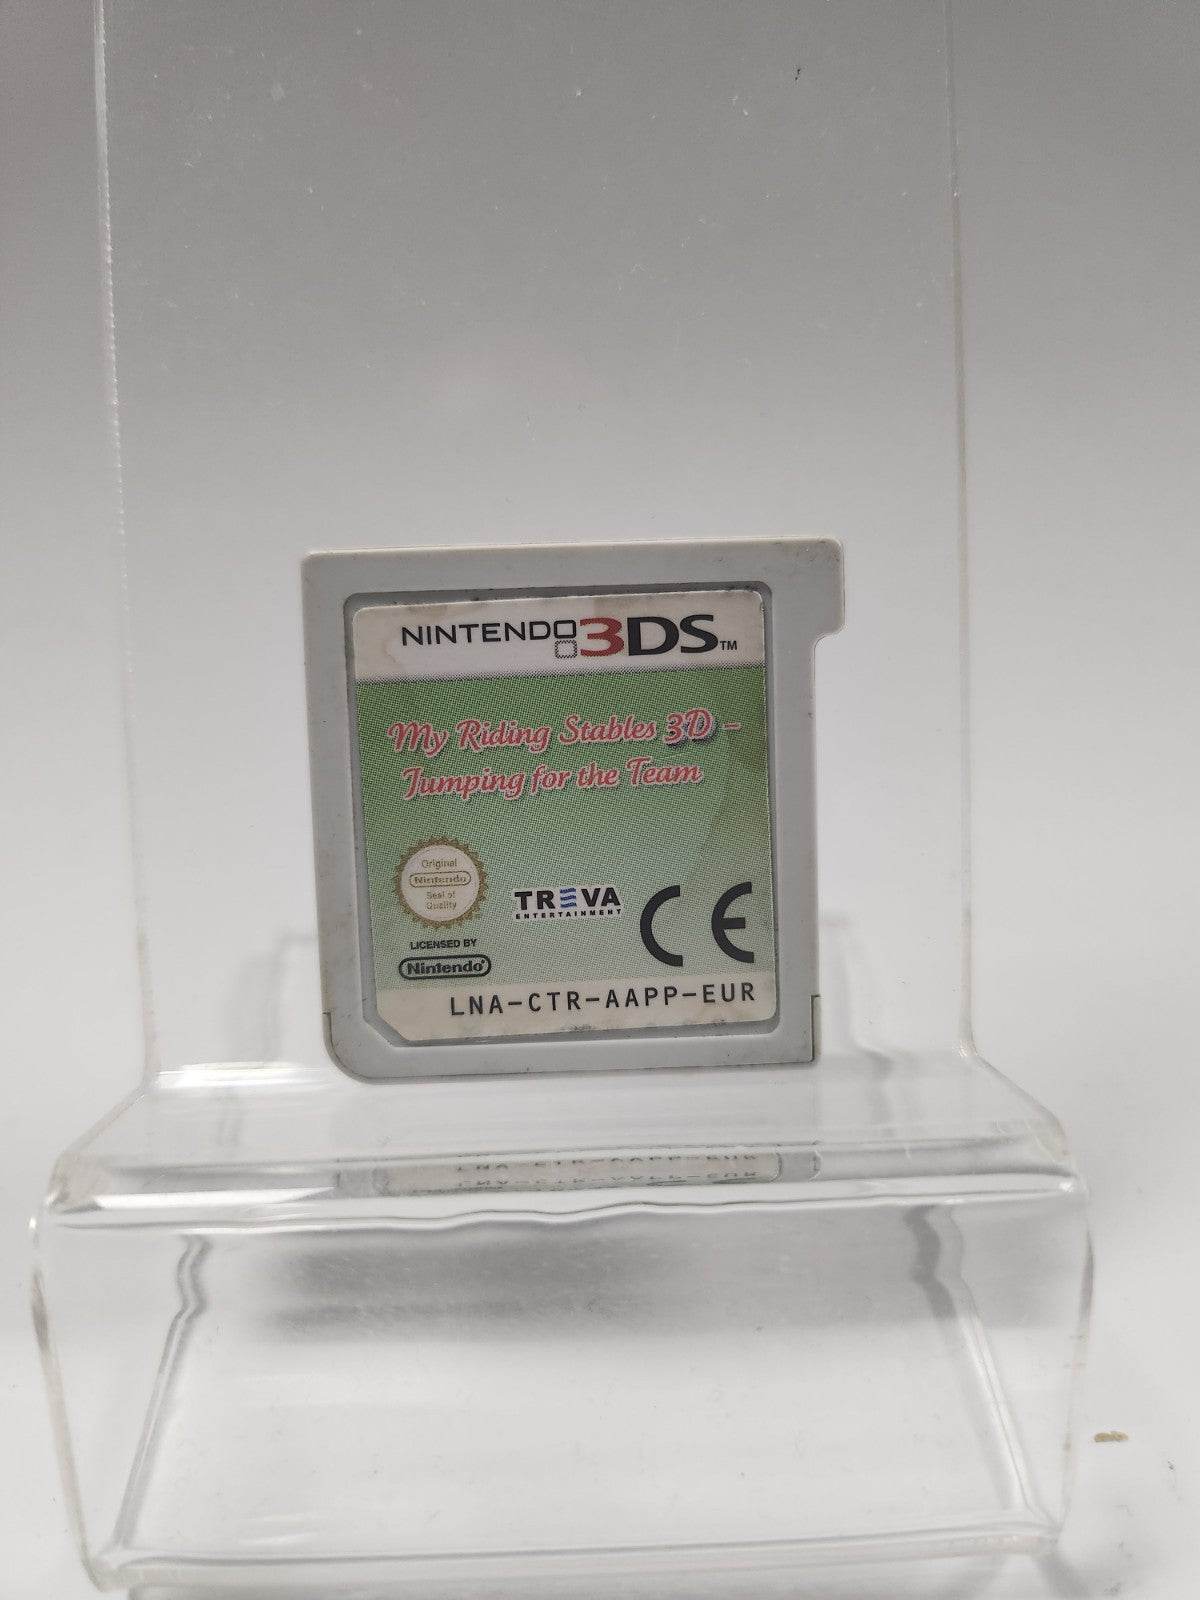 NINTENDO 3DS™
My Riding Stables 3D –
Jumping for the Team
Original
Nintendo
Seal of
Quality
TREVA
ENTERTAINMENT
CE
LICENSED BY
Nintendo®
LNA-CTR-AAPP-EUR